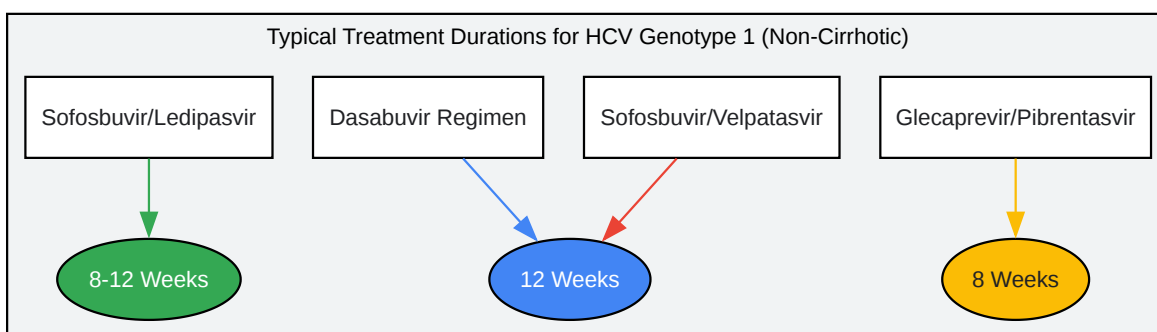 Typical Treatment Durations for HCV Genotype 1 (Non-Cirrhotic)
Sofosbuvir/Ledipasvir
Dasabuvir Regimen
Sofosbuvir/Velpatasvir
Glecaprevir/Pibrentasvir
8-12 Weeks
12 Weeks
8 Weeks